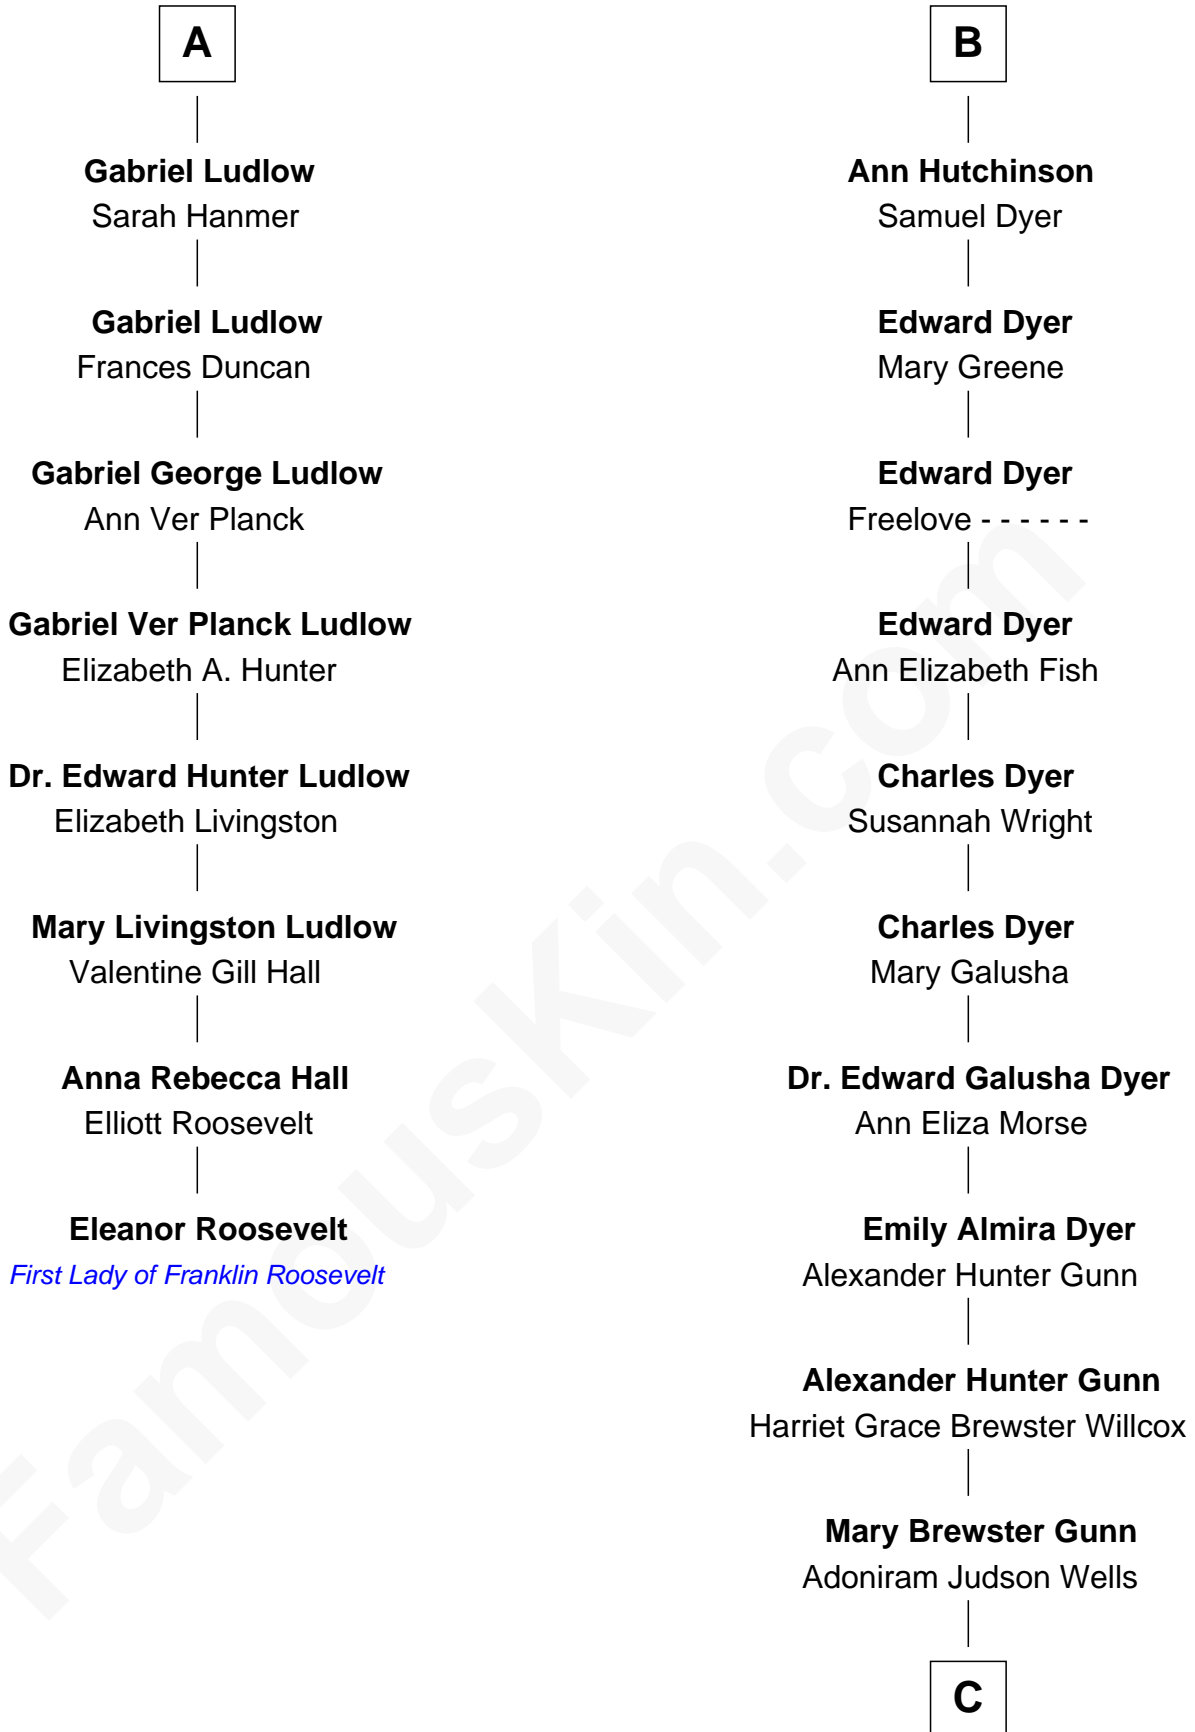 A
Gabriel Ludlow
Sarah Hanmer
Gabriel Ludlow
Frances Duncan
Gabriel George Ludlow
Ann Ver Planck
Gabriel Ver Planck Ludlow
Elizabeth A. Hunter
Dr. Edward Hunter Ludlow
Elizabeth Livingston
Mary Livingston Ludlow
Valentine Gill Hall
Anna Rebecca Hall
Elliott Roosevelt
Eleanor Roosevelt
First Lady of Franklin Roosevelt
B
Ann Hutchinson
Samuel Dyer
Edward Dyer
Mary Greene
Edward Dyer
Freelove - - - - - -
Edward Dyer
Ann Elizabeth Fish
Charles Dyer
Susannah Wright
Charles Dyer
Mary Galusha
Dr. Edward Galusha Dyer
Ann Eliza Morse
Emily Almira Dyer
Alexander Hunter Gunn
Alexander Hunter Gunn
Harriet Grace Brewster Willcox
Mary Brewster Gunn
Adoniram Judson Wells
C
FamousKin.com